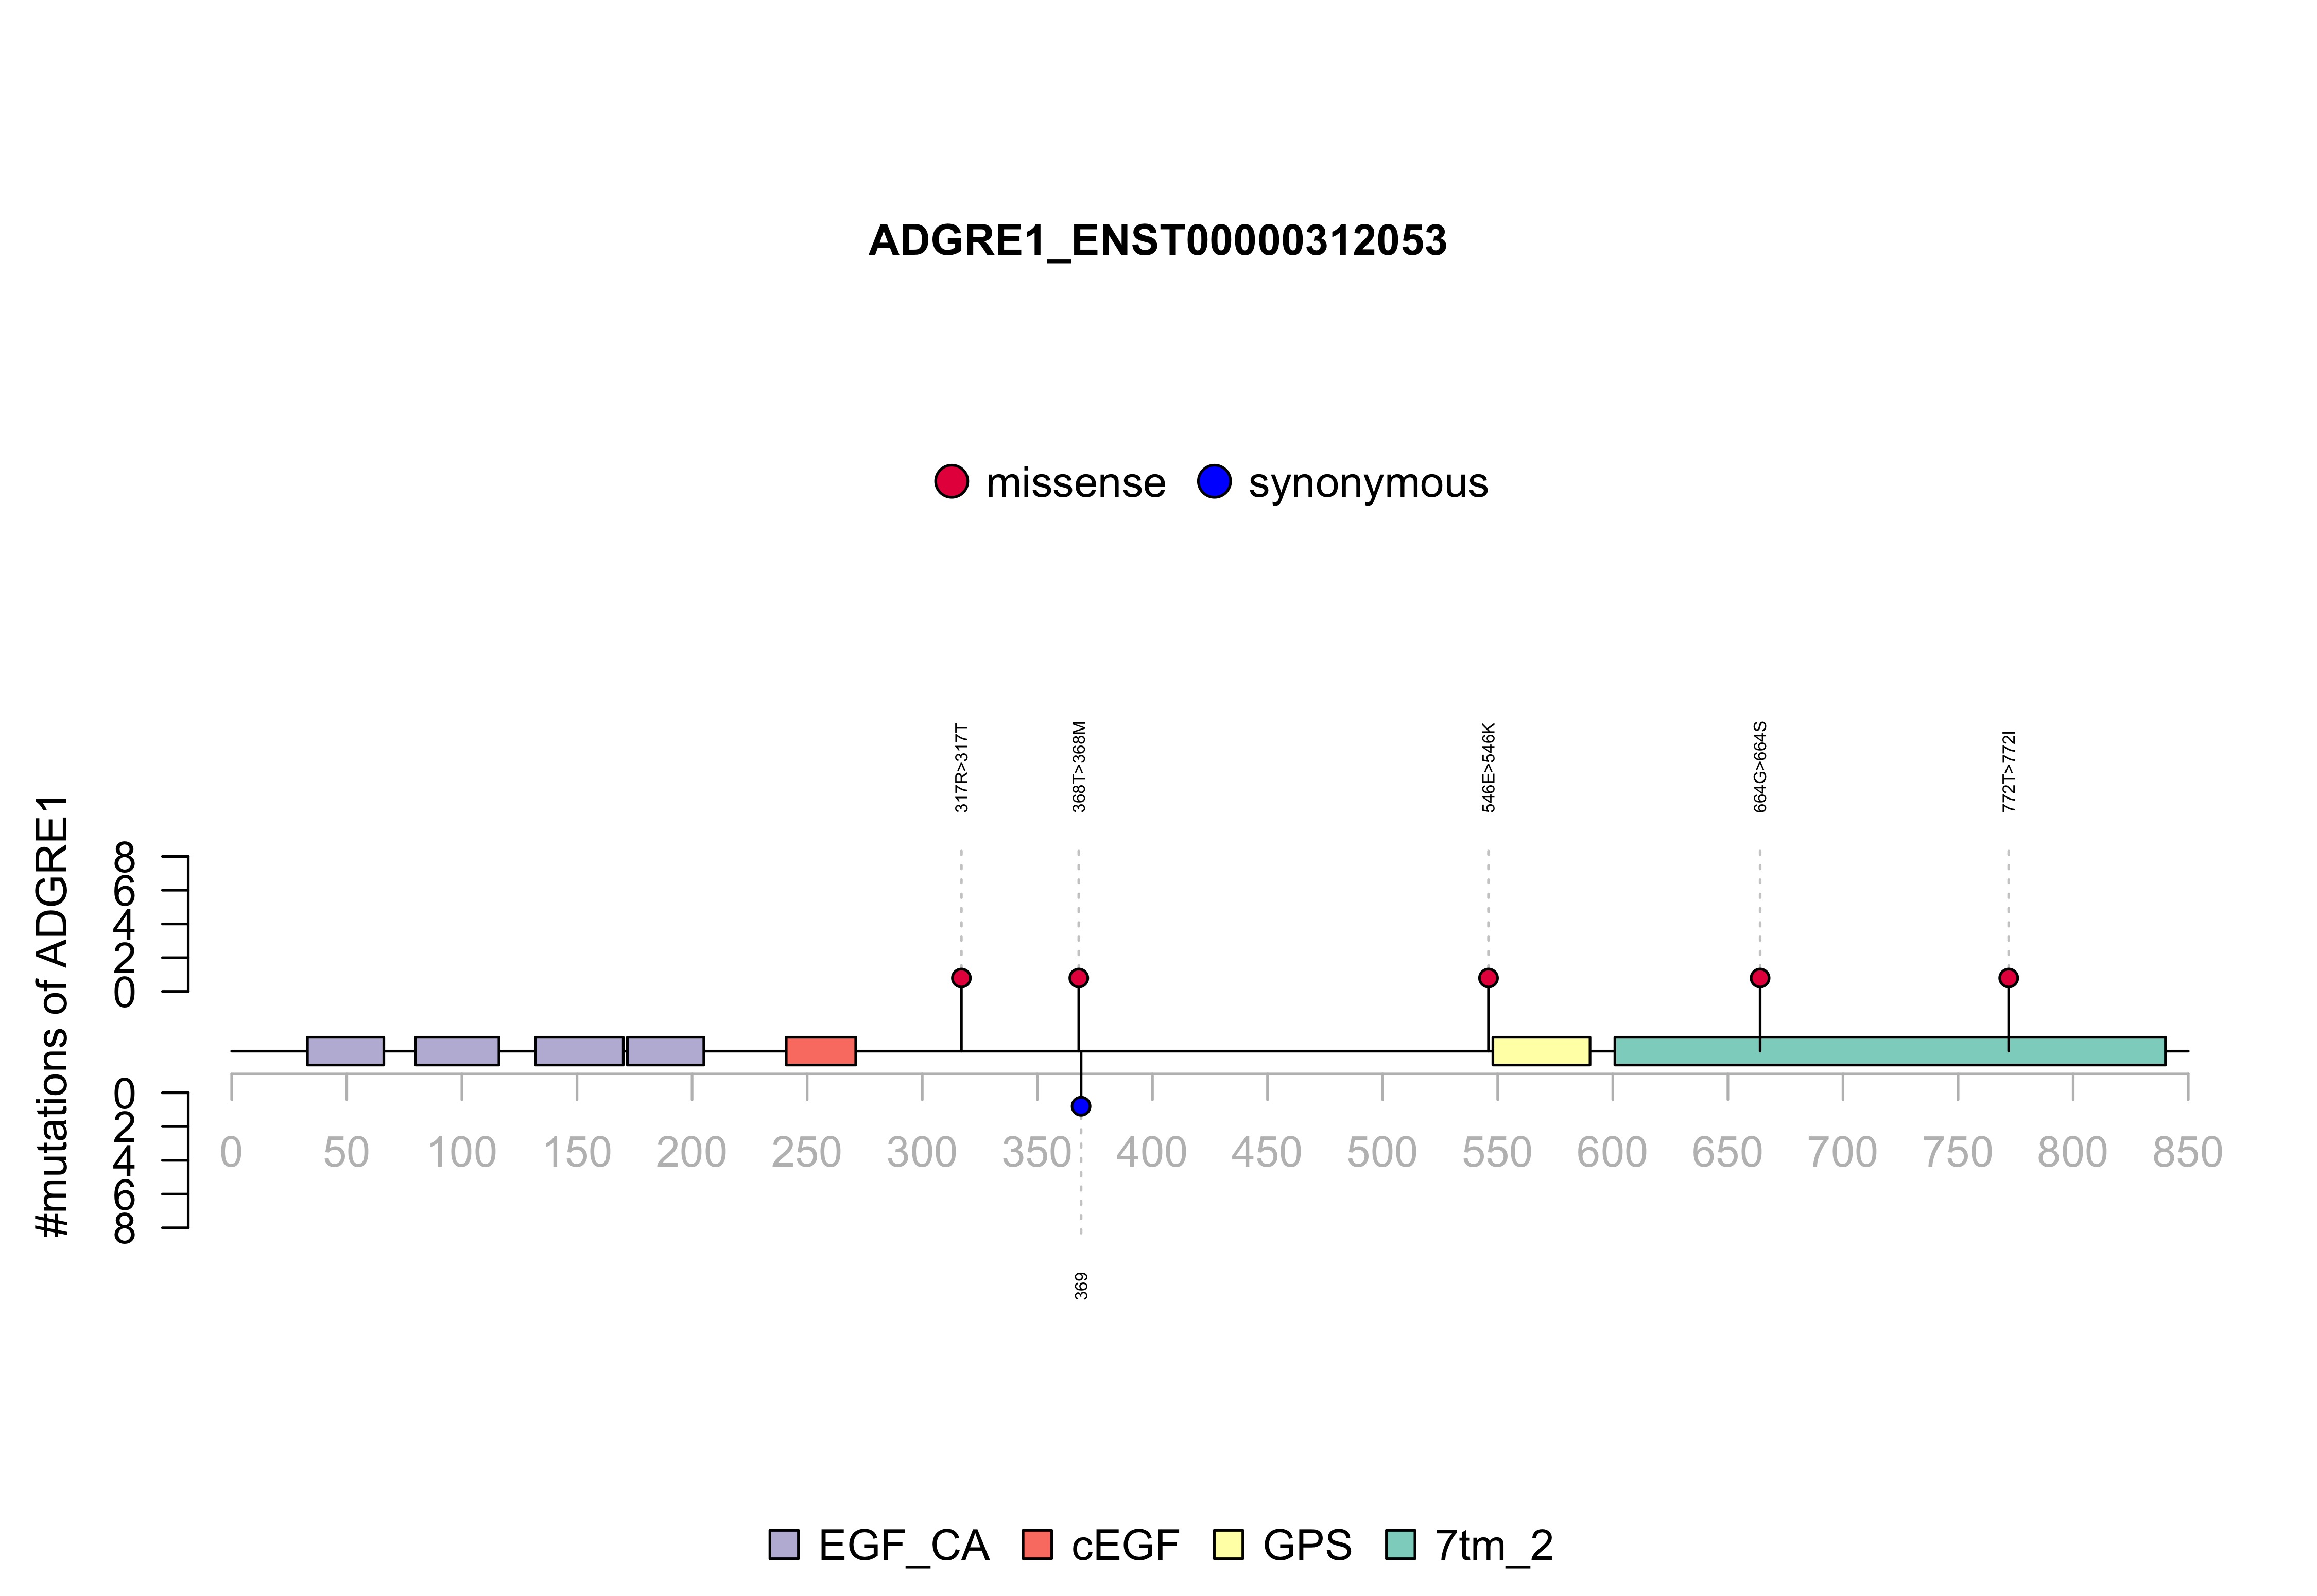 ADGRE1_ENST00000312053
missense synonymous
317R>317T 368T>368M 546E>546K 664G>664S 772T>772I
#mutations of ADGRE1
8
6
4
2
0
0
2
4
6
8
0 50 100 150 200 250 300 350 400 450 500 550 600 650 700 750 800 850
369
EGF_CA cEGF GPS 7tm_2